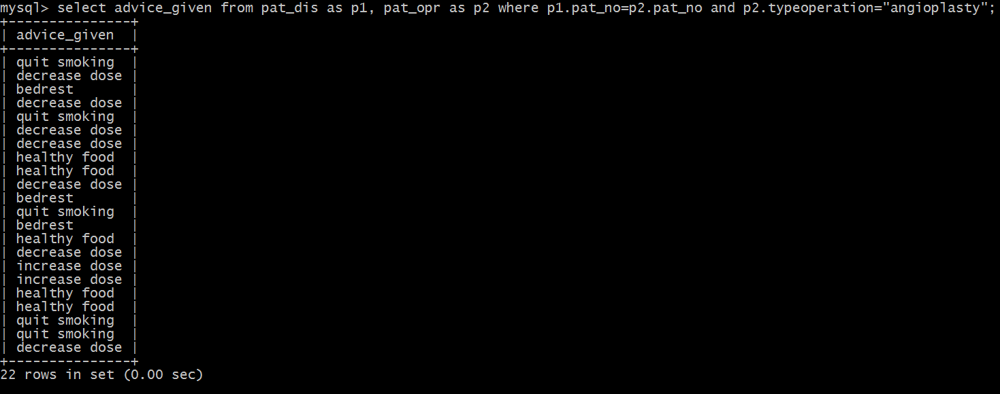 mysql> select advice_given from pat_dis as p1, pat_opr as p2 where p1.pat_no=p2.pat_no and p2.typeoperation="angioplasty";
+---------------+
| advice_given  |
+---------------+
| quit smoking  |
| decrease dose |
| bedrest       |
| decrease dose |
| quit smoking  |
| decrease dose |
| decrease dose |
| healthy food  |
| healthy food  |
| decrease dose |
| bedrest       |
| quit smoking  |
| bedrest       |
| healthy food  |
| decrease dose |
| increase dose |
| increase dose |
| healthy food  |
| healthy food  |
| quit smoking  |
| quit smoking  |
| decrease dose |
+---------------+
22 rows in set (0.00 sec)